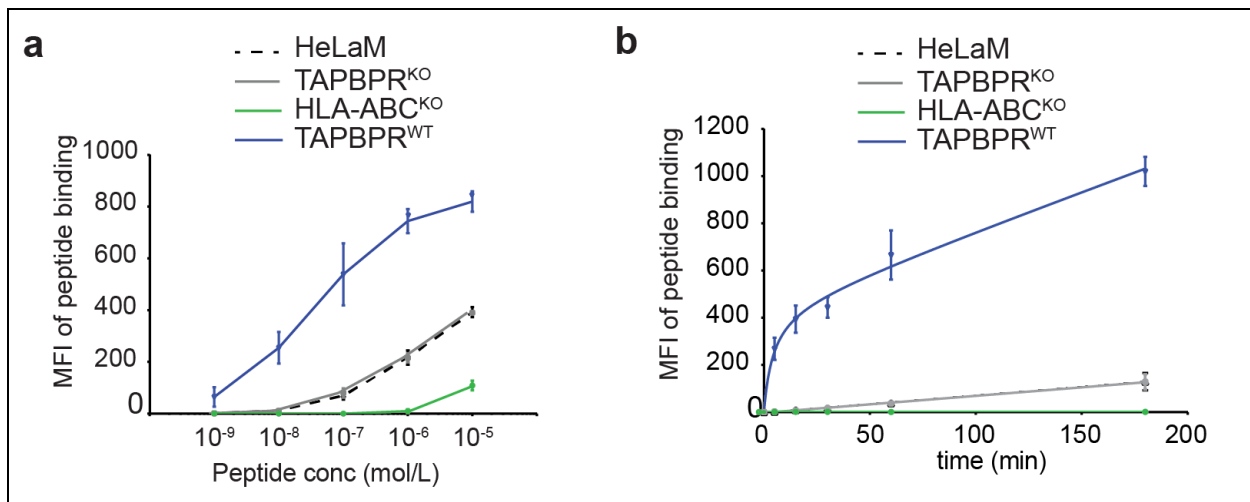 a
HeLaM
TAPBPRᴷᴼ
HLA-ABCᴷᴼ
TAPBPRᵂᵀ
1000
800
600
400
200
0
MFI of peptide binding
10⁻⁹ 10⁻⁸ 10⁻⁷ 10⁻⁶ 10⁻⁵
Peptide conc (mol/L)
b
HeLaM
TAPBPRᴷᴼ
HLA-ABCᴷᴼ
TAPBPRᵂᵀ
1200
1000
800
600
400
200
0
MFI of peptide binding
0 50 100 150 200
time (min)